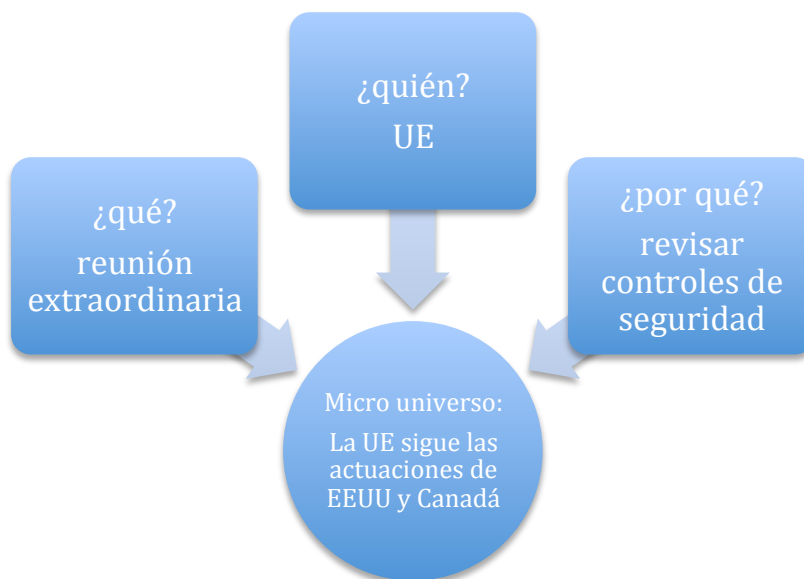 ¿quién?
UE
¿qué?
reunión
extraordinaria
¿por qué?
revisar
controles de
seguridad
Micro universo:
La UE sigue las
actuaciones de
EEUU y Canadá